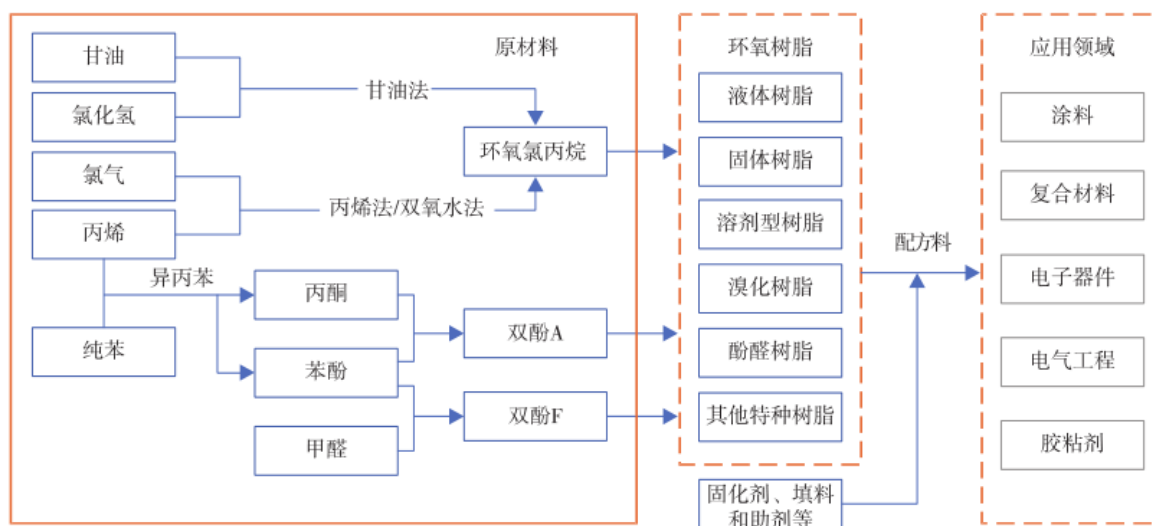 原材料
甘油
氯化氢
甘油法
环氧氯丙烷
氯气
丙烯
丙烯法/双氧水法
异丙苯
纯苯
丙酮
苯酚
甲醛
双酚A
双酚F
环氧树脂
液体树脂
固体树脂
溶剂型树脂
溴化树脂
酚醛树脂
其他特种树脂
固化剂、填料
和助剂等
配方料
应用领域
涂料
复合材料
电子器件
电气工程
胶粘剂